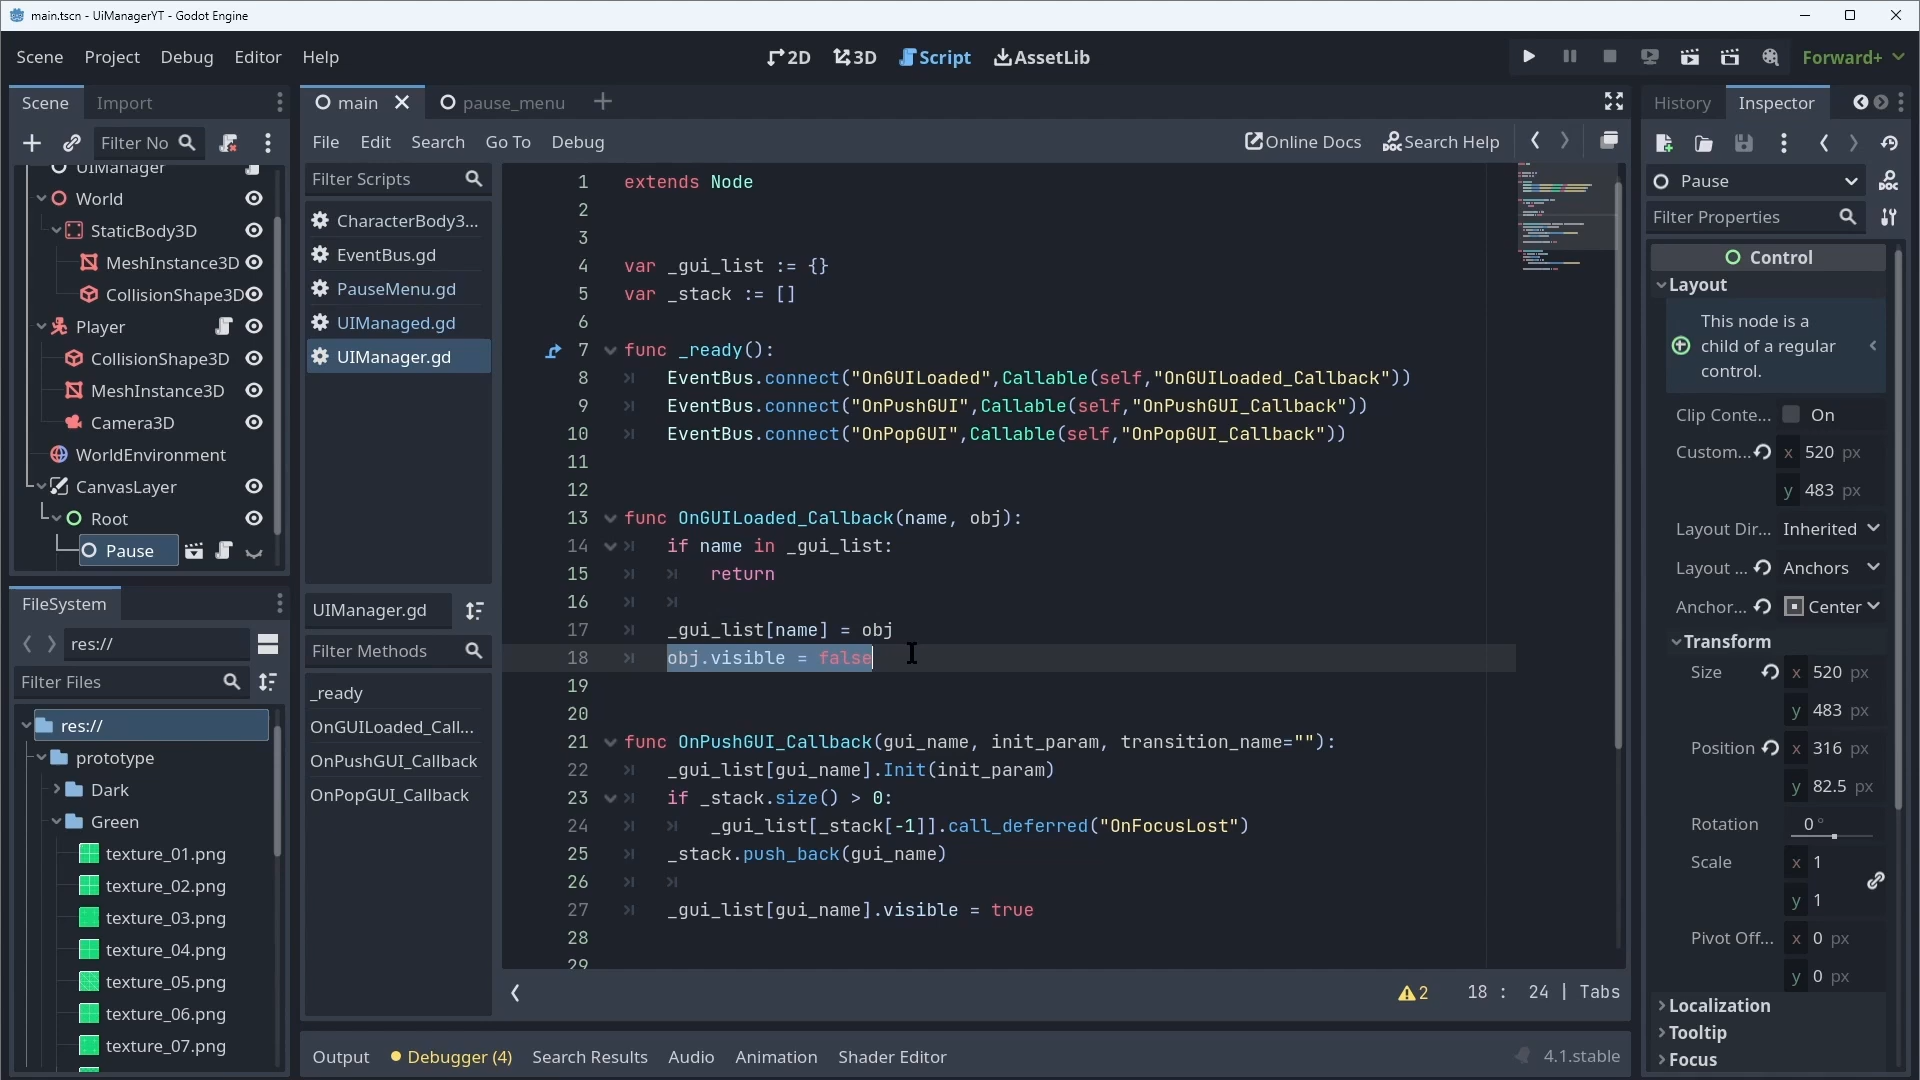 main.tscn - UiManagerYT - Godot Engine
Scene Project Debug Editor Help
2D 3D Script AssetLib
Forward+
Scene Import
Filter No
UIManager
World
StaticBody3D
MeshInstance3D
CollisionShape3D
Player
CollisionShape3D
MeshInstance3D
Camera3D
WorldEnvironment
CanvasLayer
Root
Pause
FileSystem
res://
Filter Files
res://
prototype
Dark
Green
texture_01.png
texture_02.png
texture_03.png
texture_04.png
texture_05.png
texture_06.png
texture_07.png
main pause_menu
File Edit Search Go To Debug
Online Docs Search Help
Filter Scripts
CharacterBody3...
EventBus.gd
PauseMenu.gd
UIManaged.gd
UIManager.gd
UIManager.gd
Filter Methods
_ready
OnGUILoaded_Call...
OnPushGUI_Callback
OnPopGUI_Callback
1 extends Node
2
3
4 var _gui_list := {}
5 var _stack := []
6
7 func _ready():
8 EventBus.connect("OnGUILoaded",Callable(self,"OnGUILoaded_Callback"))
9 EventBus.connect("OnPushGUI",Callable(self,"OnPushGUI_Callback"))
10 EventBus.connect("OnPopGUI",Callable(self,"OnPopGUI_Callback"))
11
12
13 func OnGUILoaded_Callback(name, obj):
14 if name in _gui_list:
15 return
16
17 _gui_list[name] = obj
18 obj.visible = false
19
20
21 func OnPushGUI_Callback(gui_name, init_param, transition_name=""):
22 _gui_list[gui_name].Init(init_param)
23 if _stack.size() > 0:
24 _gui_list[_stack[-1]].call_deferred("OnFocusLost")
25 _stack.push_back(gui_name)
26
27 _gui_list[gui_name].visible = true
28
29
2 18 : 24 | Tabs
Output Debugger (4) Search Results Audio Animation Shader Editor
4.1.stable
History Inspector
Pause
Filter Properties
Control
Layout
This node is a
child of a regular
control.
Clip Conte... On
Custom... x 520 px
y 483 px
Layout Dir... Inherited
Layout ... Anchors
Anchor... Center
Transform
Size x 520 px
y 483 px
Position x 316 px
y 82.5 px
Rotation 0 °
Scale x 1
y 1
Pivot Off... x 0 px
y 0 px
Localization
Tooltip
Focus